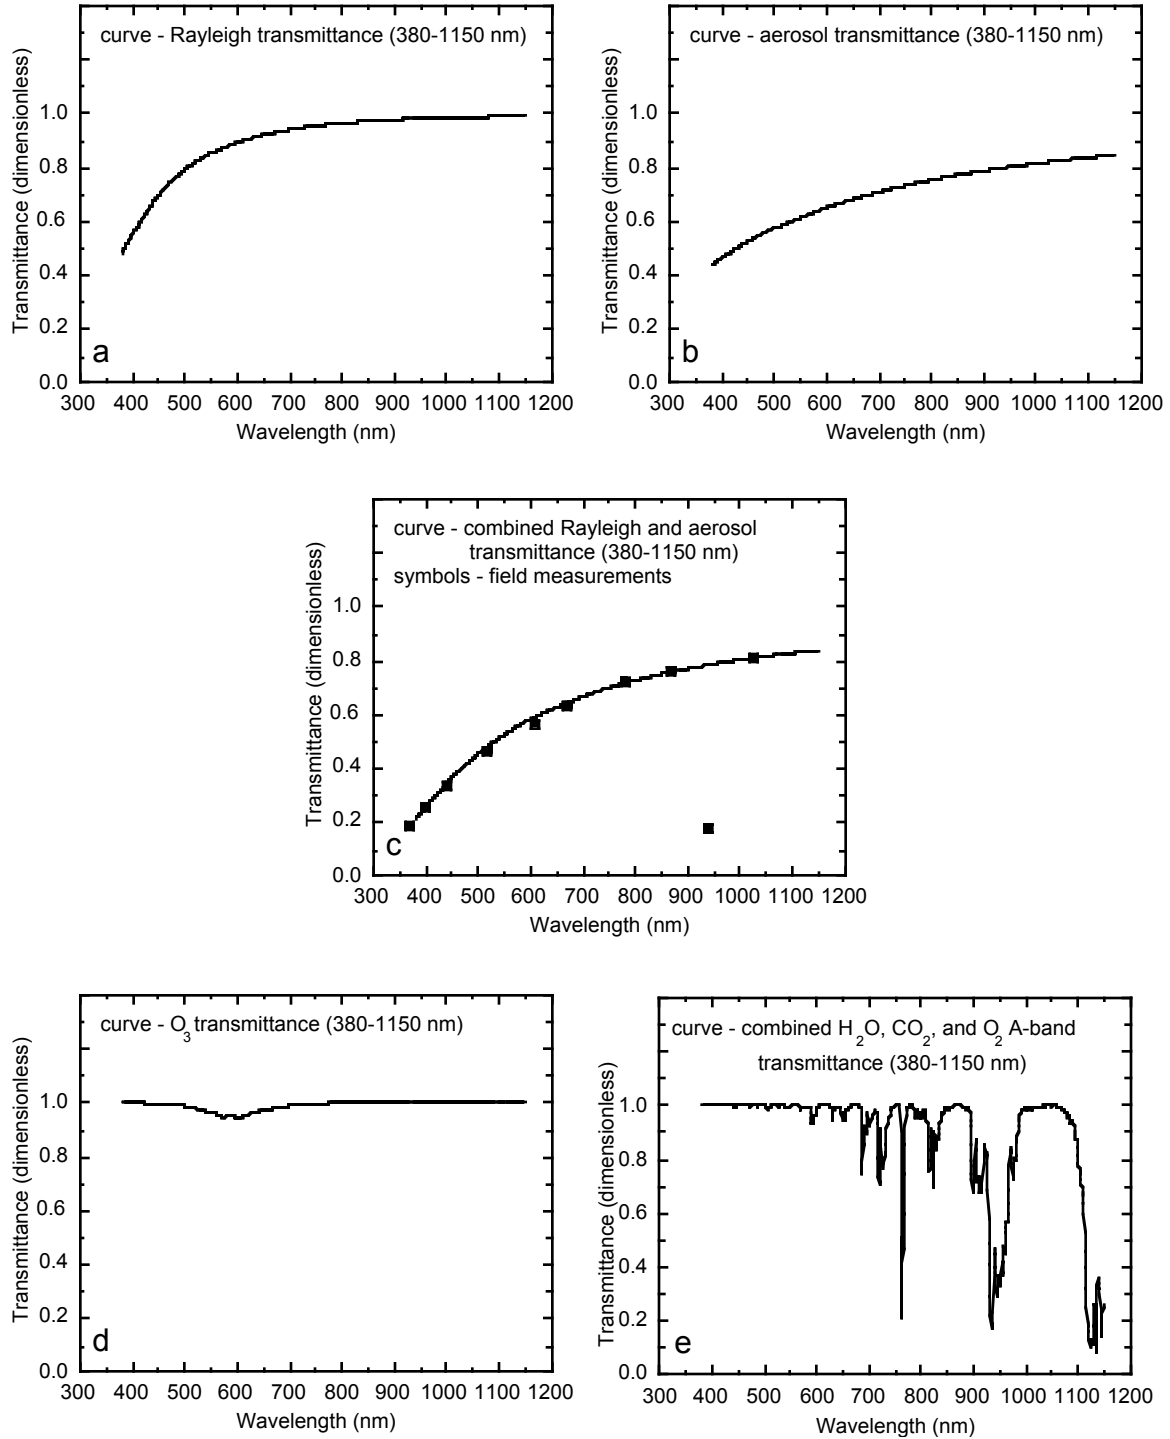 curve - Rayleigh transmittance (380-1150 nm)
Transmittance (dimensionless)
1.0
0.8
0.6
0.4
0.2
0.0
a
300 400 500 600 700 800 900 1000 1100 1200
Wavelength (nm)
curve - aerosol transmittance (380-1150 nm)
Transmittance (dimensionless)
1.0
0.8
0.6
0.4
0.2
0.0
b
300 400 500 600 700 800 900 1000 1100 1200
Wavelength (nm)
curve - combined Rayleigh and aerosol
transmittance (380-1150 nm)
symbols - field measurements
Transmittance (dimensionless)
1.0
0.8
0.6
0.4
0.2
0.0
c
300 400 500 600 700 800 900 1000 1100 1200
Wavelength (nm)
curve - O3 transmittance (380-1150 nm)
Transmittance (dimensionless)
1.0
0.8
0.6
0.4
0.2
0.0
d
300 400 500 600 700 800 900 1000 1100 1200
Wavelength (nm)
curve - combined H2O, CO2, and O2 A-band
transmittance (380-1150 nm)
Transmittance (dimensionless)
1.0
0.8
0.6
0.4
0.2
0.0
e
300 400 500 600 700 800 900 1000 1100 1200
Wavelength (nm)